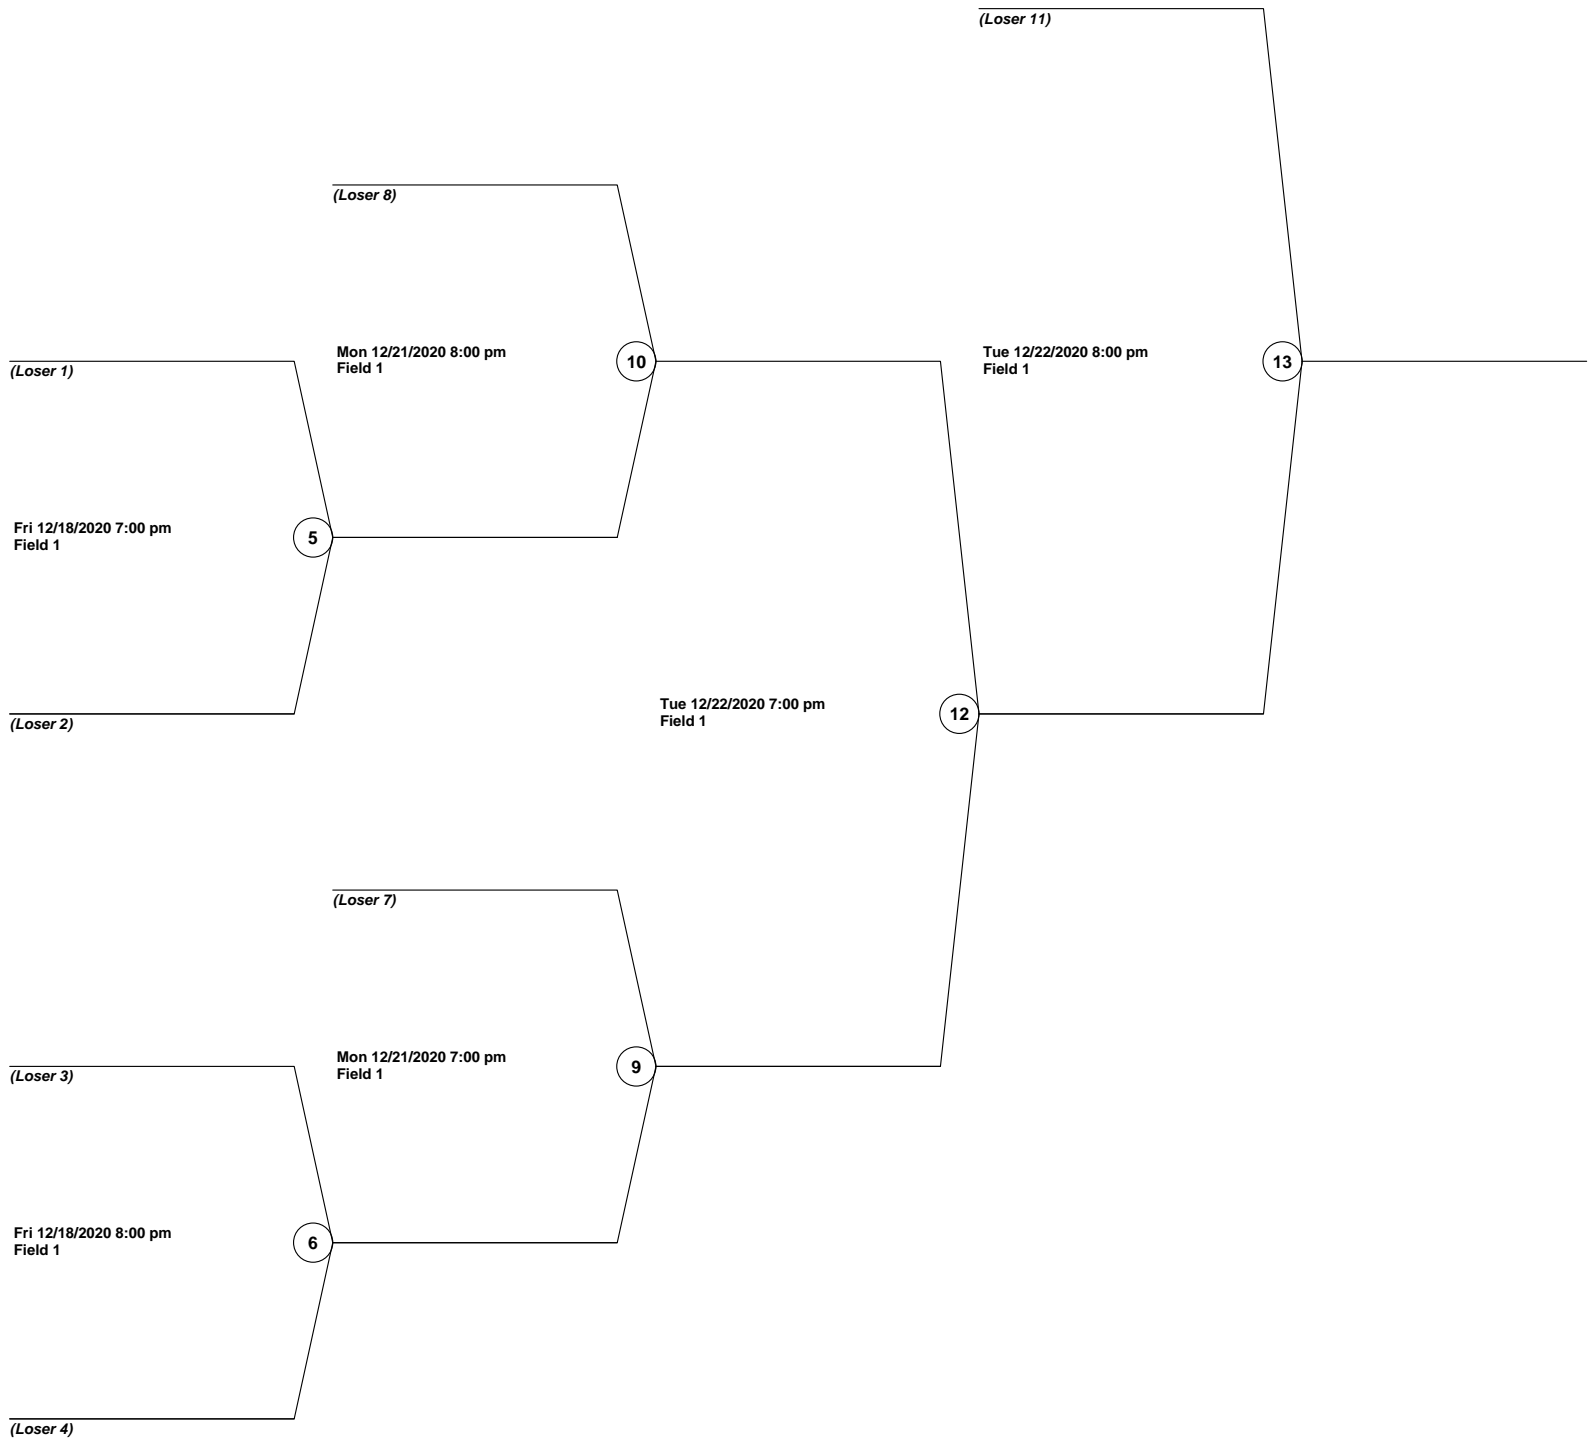 (Loser 11)
(Loser 8)
Mon 12/21/2020 8:00 pm
Field 1
10
Tue 12/22/2020 8:00 pm
Field 1
13
(Loser 1)
Fri 12/18/2020 7:00 pm
Field 1
5
(Loser 2)
Tue 12/22/2020 7:00 pm
Field 1
12
(Loser 7)
Mon 12/21/2020 7:00 pm
Field 1
9
(Loser 3)
Fri 12/18/2020 8:00 pm
Field 1
6
(Loser 4)